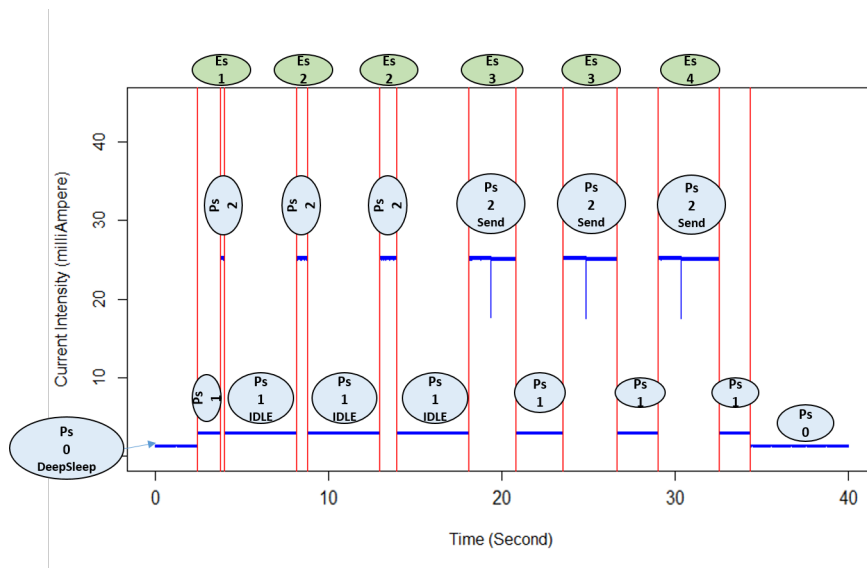 Es
1
Es
2
Es
2
Es
3
Es
3
Es
4
Current Intensity (milliAmpere)
40
30
20
10
0
Ps
2
Ps
2
Ps
2
Ps
2
Send
Ps
2
Send
Ps
2
Send
Ps
1
Ps
1
IDLE
Ps
1
IDLE
Ps
1
IDLE
Ps
1
Ps
1
Ps
1
Ps
0
Ps
0
DeepSleep
0
10
20
30
40
Time (Second)